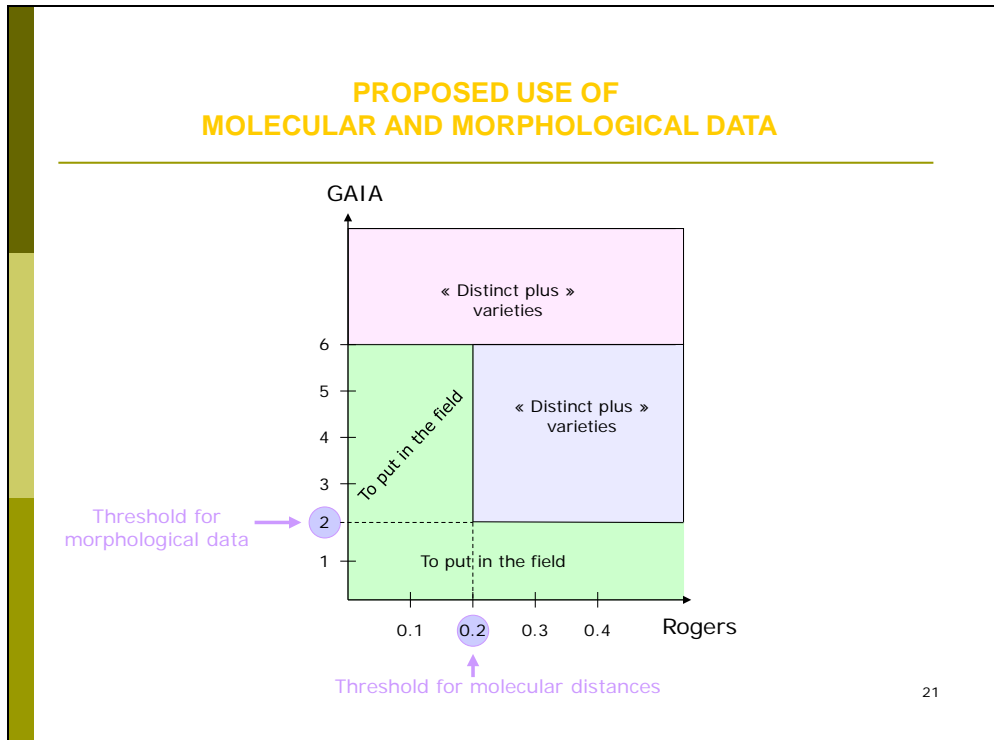 PROPOSED USE OF
MOLECULAR AND MORPHOLOGICAL DATA
GAIA
« Distinct plus »
varieties
6
5
4
3
2
1
« Distinct plus »
varieties
To put in the field
Threshold for
morphological data
To put in the field
0.1
0.2
0.3
0.4
Rogers
Threshold for molecular distances
21